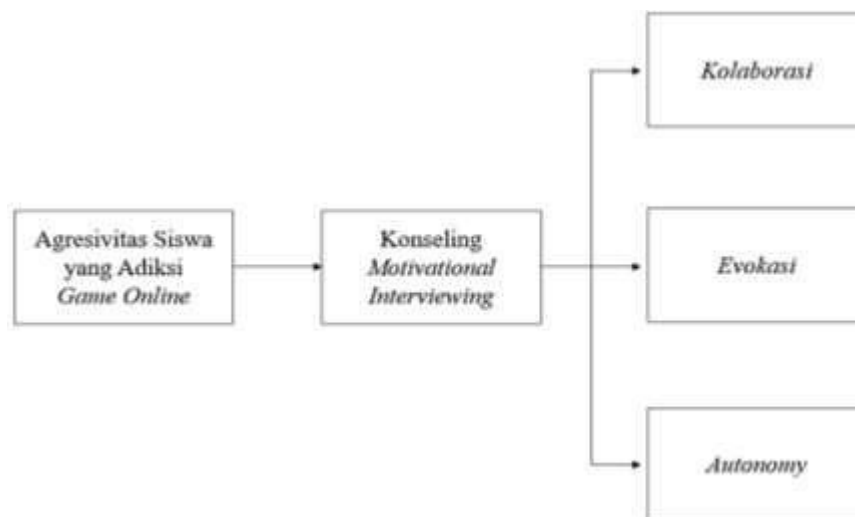 Kolaborasi
Agresivitas Siswa
yang Adiksi
Game Online
Konseling
Motivational
Interviewing
Evokasi
Autonomy